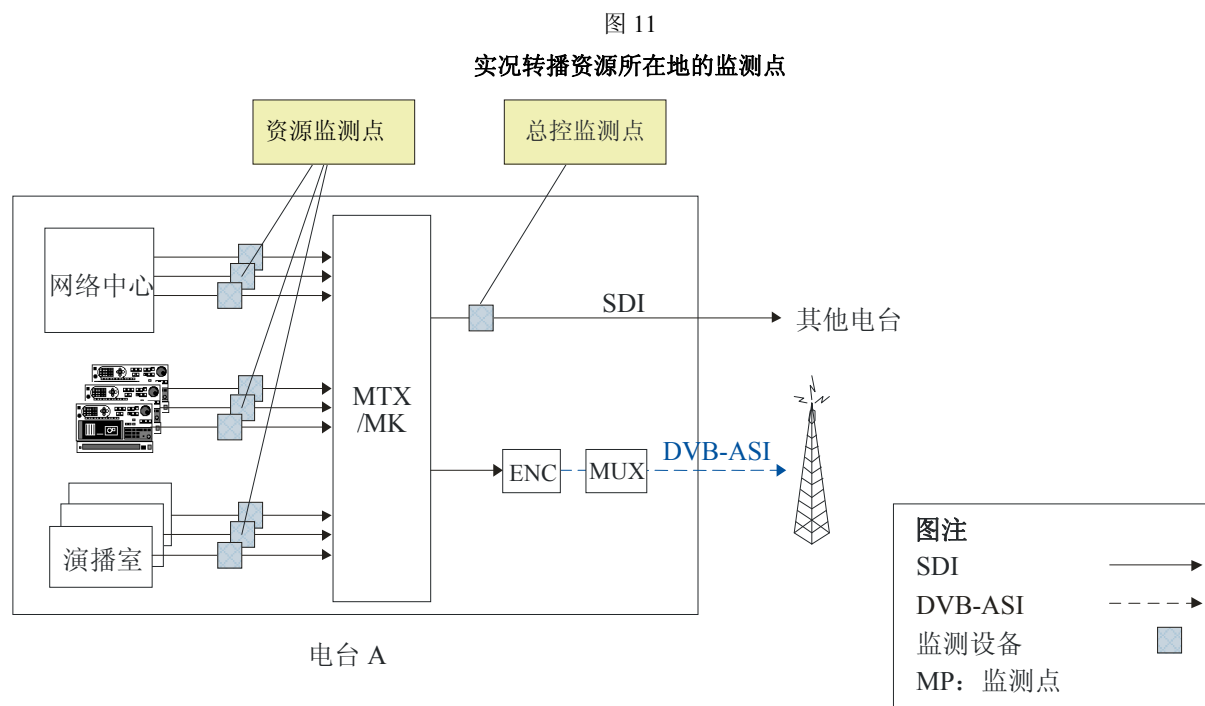 图 11
实况转播资源所在地的监测点
资源监测点
总控监测点
网络中心
SDI
其他电台
MTX
/MK
DVB-ASI
ENC
MUX
演播室
电台 A
图注
SDI
DVB-ASI
监测设备
MP：监测点